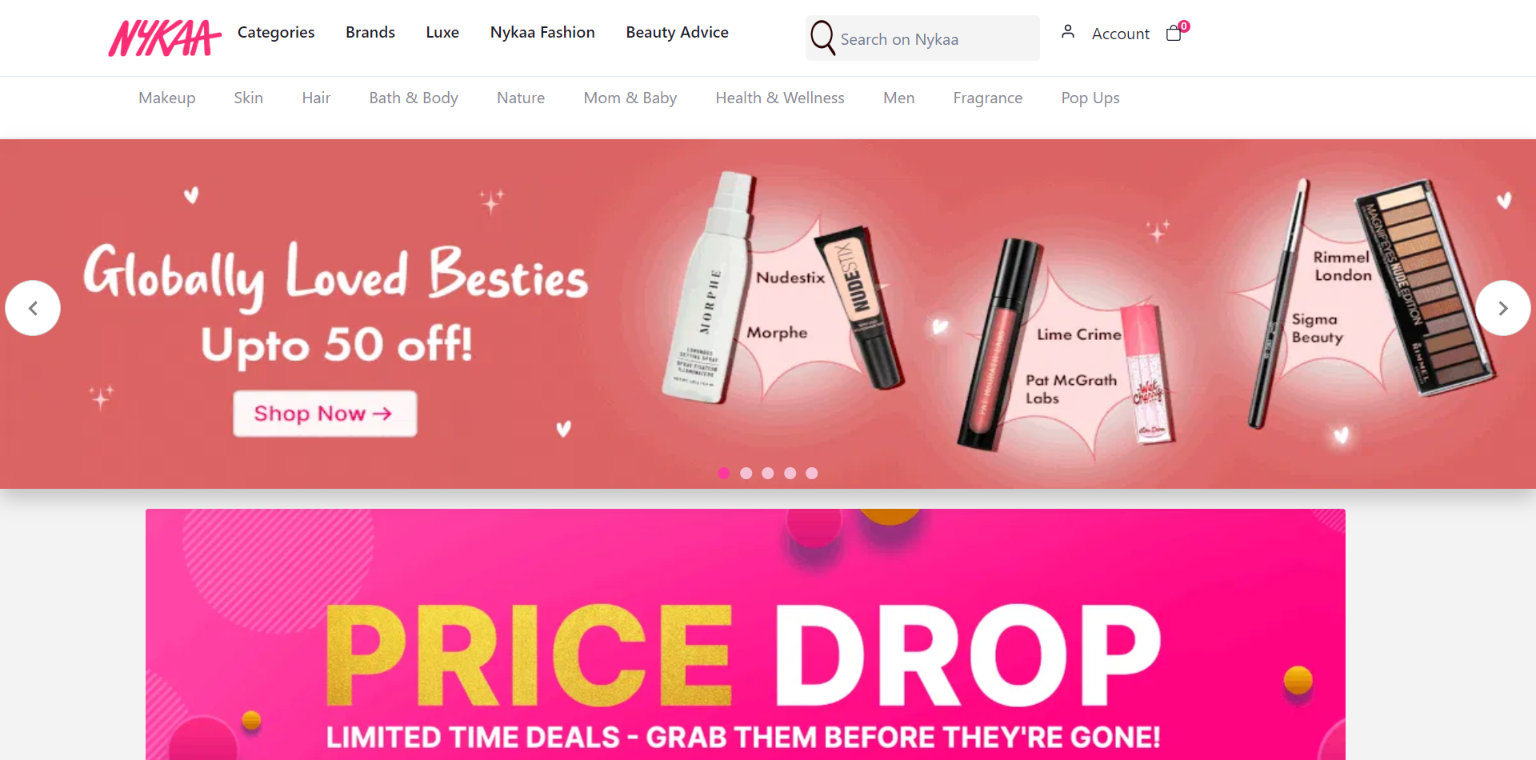 NYKAA
Categories Brands Luxe Nykaa Fashion Beauty Advice
Search on Nykaa
Account
0
Makeup Skin Hair Bath & Body Nature Mom & Baby Health & Wellness Men Fragrance Pop Ups
Globally Loved Besties
Upto 50 off!
Shop Now →
MORPHE
Nudestix
Morphe
NUDESTIX
Lime Crime
Pat McGrath
Labs
Wet
Cherry
Rimmel
London
Sigma
Beauty
MAGNIF'EYES NUDE EDITION
RIMMEL
PRICE DROP
LIMITED TIME DEALS - GRAB THEM BEFORE THEY'RE GONE!